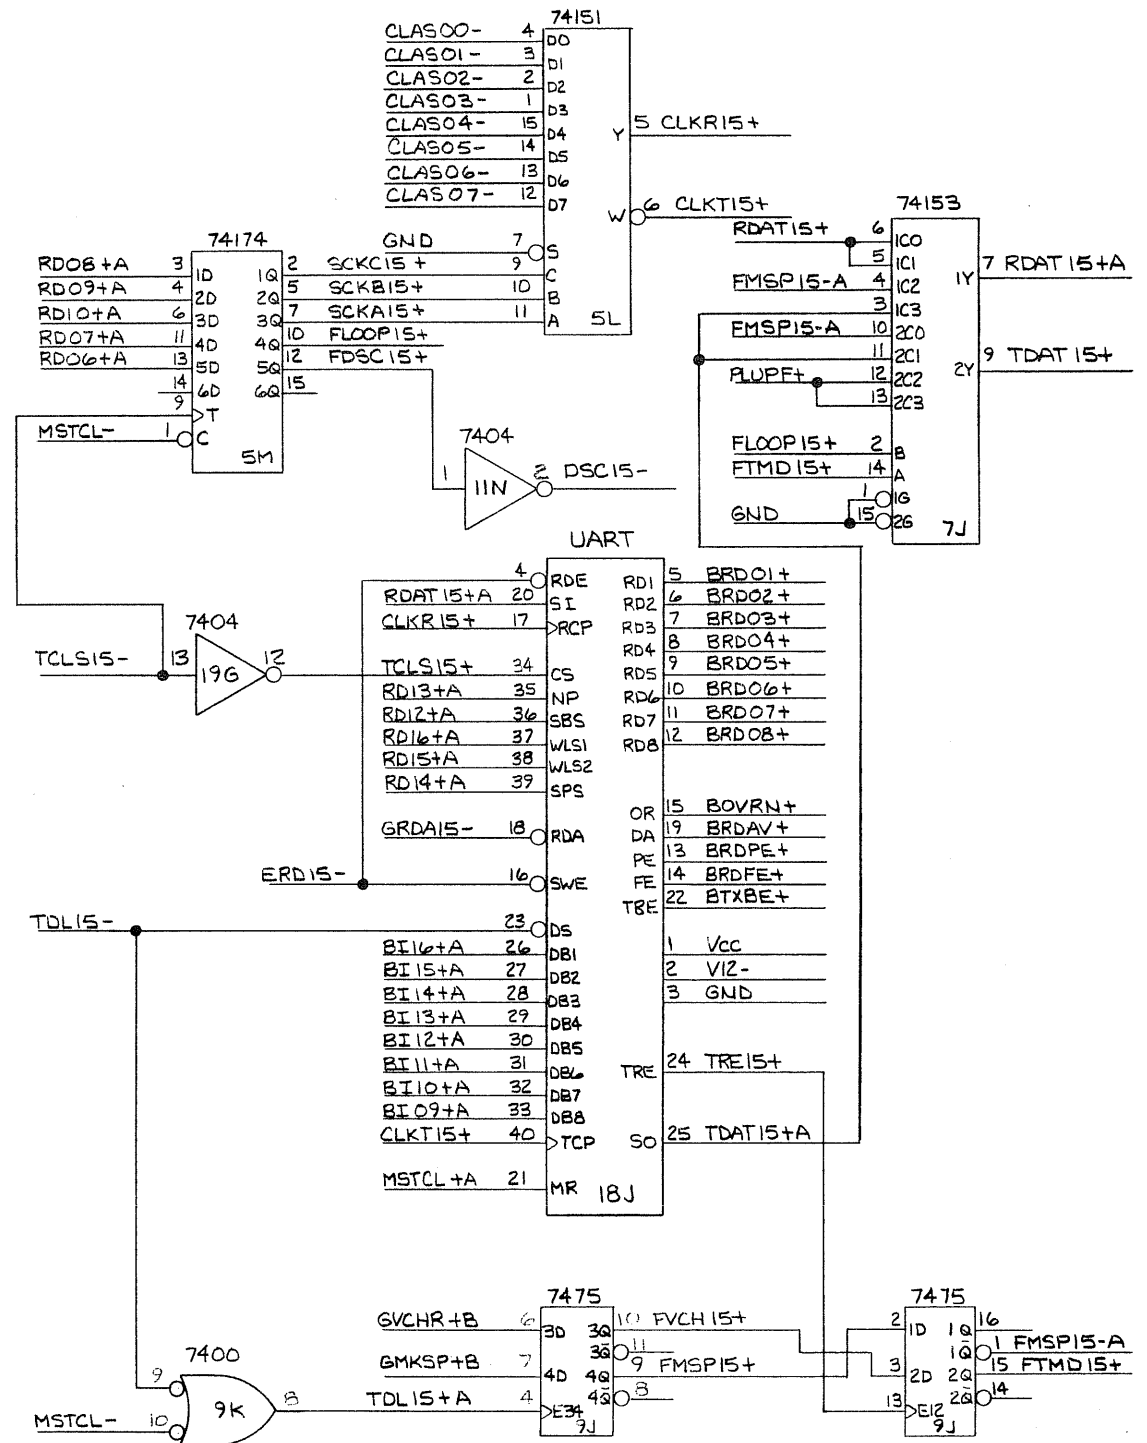 74151
CLAS00- 4 D0
CLAS01- 3 D1
CLAS02- 2 D2
CLAS03- 1 D3
CLAS04- 15 D4
CLAS05- 14 D5
CLAS06- 13 D6
CLAS07- 12 D7
Y 5 CLKR15+
W 6 CLKT15+
GND 7 S
9 C
10 B
11 A
5L
74174
RD08+A 3 1D 1Q 2 SCKC15+
RD09+A 4 2D 2Q 5 SCKB15+
RD10+A 6 3D 3Q 7 SCKA15+
RD07+A 11 4D 4Q 10 FLOOP15+
RD06+A 13 5D 5Q 12 FDSC15+
14 6D 6Q 15
9 T
MSTCL- 1 C
5M
7404
1 11N 2 DSC15-
74153
RDAT15+ 6 1C0
5 1C1
FMSP15-A 4 1C2
3 1C3
FMSP15-A 10 2C0
11 2C1
PLUPF+ 12 2C2
13 2C3
1Y 7 RDAT15+A
2Y 9 TDAT15+
FLOOP15+ 2 B
FTMD15+ 14 A
1 1G
GND 15 2G
7J
7404
TCLS15- 13 19G 12
UART
4 RDE
RDAT15+A 20 SI
CLKR15+ 17 RCP
TCLS15+ 34 CS
RD13+A 35 NP
RD12+A 36 SBS
RD16+A 37 WLS1
RD15+A 38 WLS2
RD14+A 39 SPS
GRDA15- 18 RDA
ERD15- 16 SWE
TDL15- 23 DS
BI16+A 26 DB1
BI15+A 27 DB2
BI14+A 28 DB3
BI13+A 29 DB4
BI12+A 30 DB5
BI11+A 31 DB6
BI10+A 32 DB7
BI09+A 33 DB8
CLKT15+ 40 TCP
MSTCL+A 21 MR
18J
RD1 5 BRD01+
RD2 6 BRD02+
RD3 7 BRD03+
RD4 8 BRD04+
RD5 9 BRD05+
RD6 10 BRD06+
RD7 11 BRD07+
RD8 12 BRD08+
OR 15 BOVRN+
DA 19 BRDAV+
PE 13 BRDPE+
FE 14 BRDFE+
TBE 22 BTXBE+
1 Vcc
2 V12-
3 GND
TRE 24 TRE15+
SO 25 TDAT15+A
7400
9
MSTCL- 10 9K 8 TDL15+A 4 E34
7475
GVCHR+B 6 3D 3Q 10 FVCH15+
3Q̅ 11
GMKSP+B 7 4D 4Q 9 FMSP15+
4Q̅ 8
9J
7475
2 1D 1Q 16
1Q̅ 1 FMSP15-A
3 2D 2Q 15 FTMD15+
2Q̅ 14
13 E12
9J